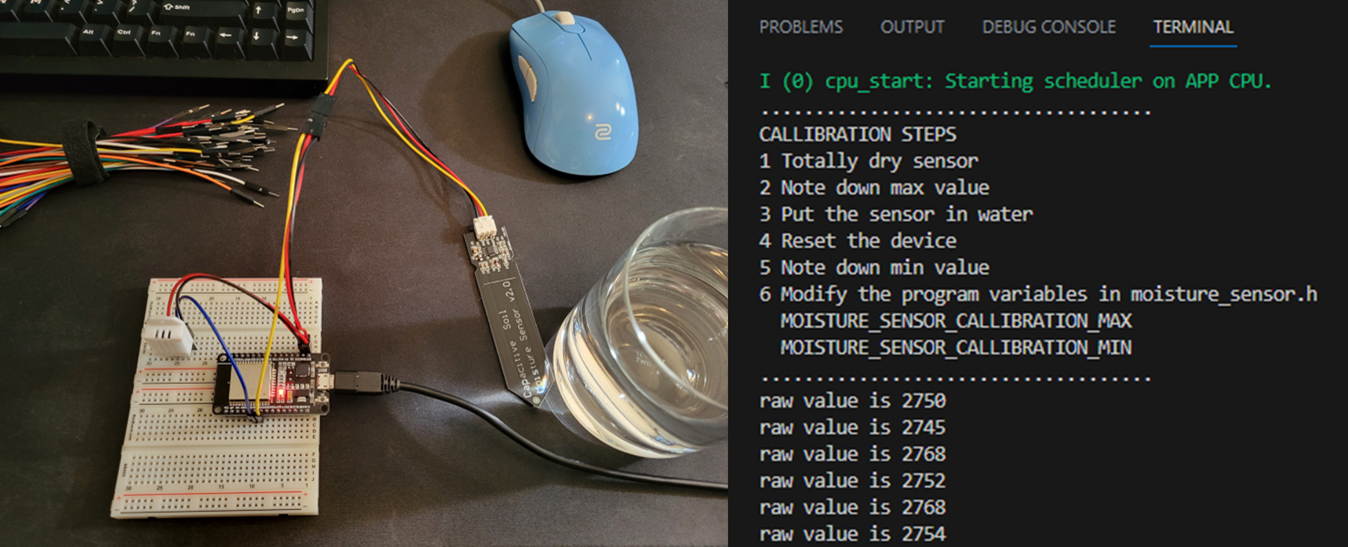 PgDn
Shift
Alt
Ctrl
Fn
Fn
Capacitive Soil
Moisture Sensor v2.0
PROBLEMS OUTPUT DEBUG CONSOLE TERMINAL
I (0) cpu_start: Starting scheduler on APP CPU.
....................................
CALLIBRATION STEPS
1 Totally dry sensor
2 Note down max value
3 Put the sensor in water
4 Reset the device
5 Note down min value
6 Modify the program variables in moisture_sensor.h
MOISTURE_SENSOR_CALLIBRATION_MAX
MOISTURE_SENSOR_CALLIBRATION_MIN
....................................
raw value is 2750
raw value is 2745
raw value is 2768
raw value is 2752
raw value is 2768
raw value is 2754